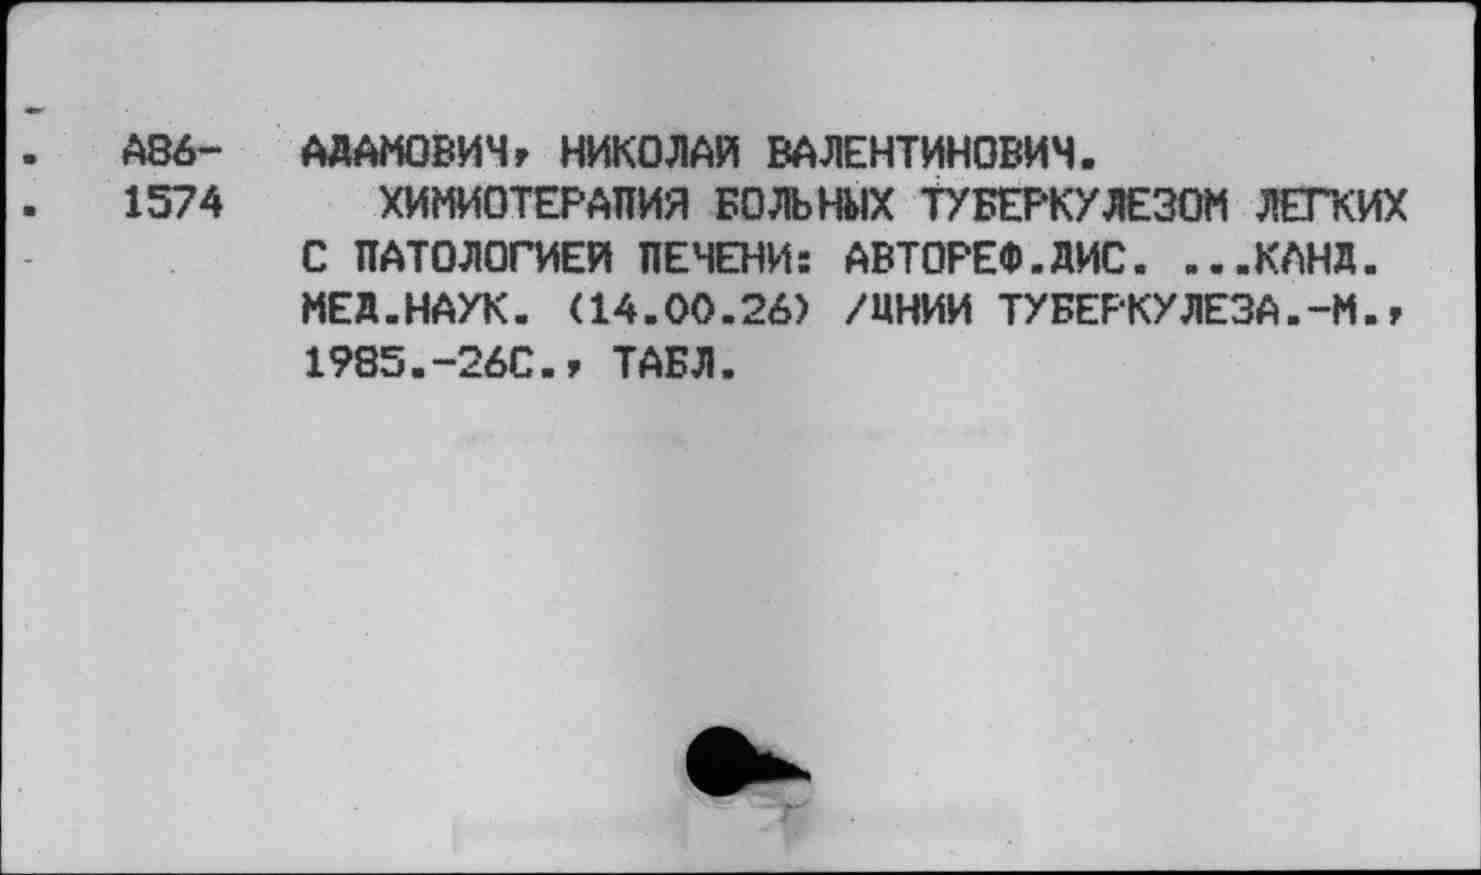 А86- АДАМОВИЧ, НИКОЛАЙ ВАЛЕНТИНОВИЧ.
1574 ХИМИОТЕРАПИЯ БОЛЬНЫХ ТУБЕРКУЛЕЗОМ ЛЕГКИХ
С ПАТОЛОГИЕЙ ПЕЧЕНИ: АВТОРЕФ.ДИС. ...КАНД.
МЕД.НАУК. (14.00.26) /ЦНИИ ТУБЕРКУЛЕЗА.-М.,
1985.-26С., ТАБЛ.